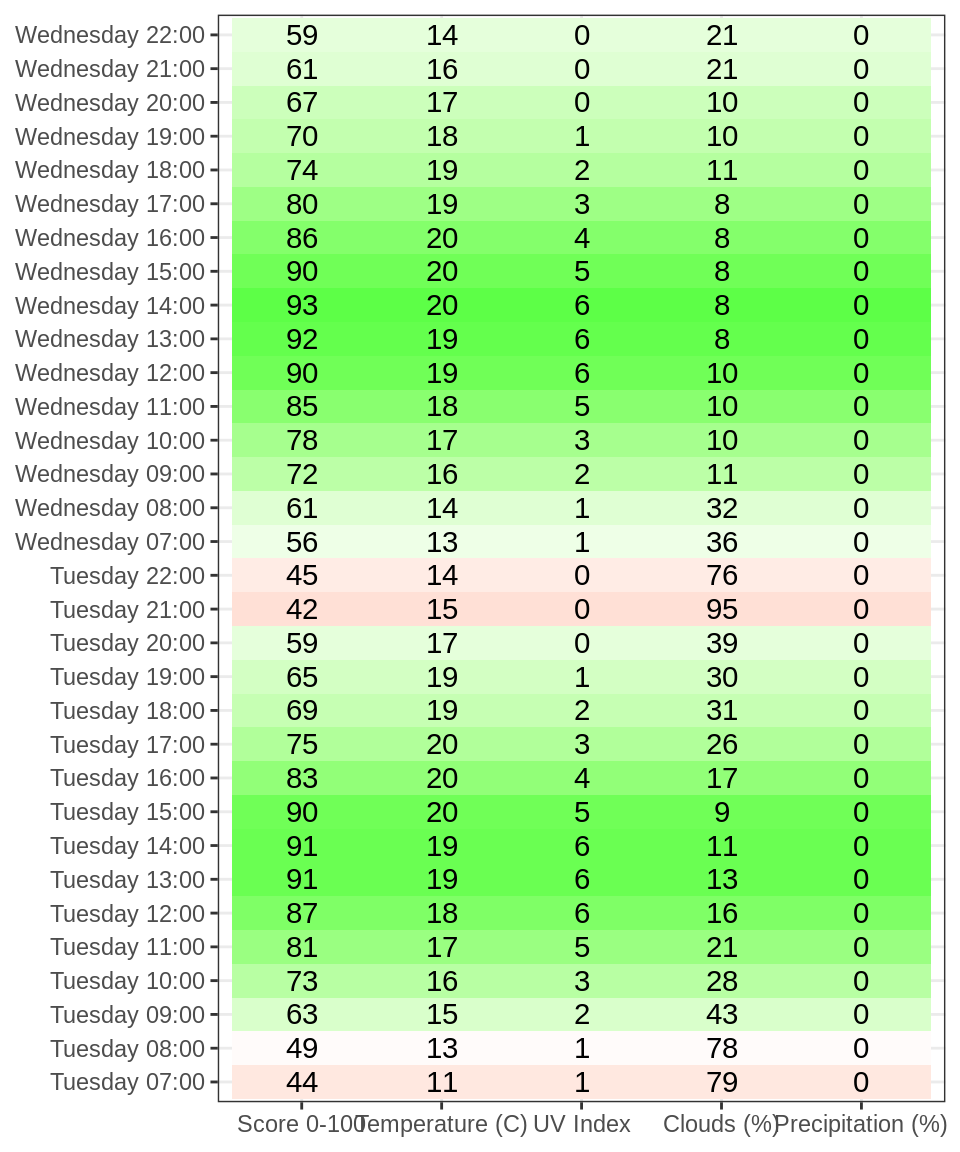 Wednesday 22:00 59 14 0 21 0
Wednesday 21:00 61 16 0 21 0
Wednesday 20:00 67 17 0 10 0
Wednesday 19:00 70 18 1 10 0
Wednesday 18:00 74 19 2 11 0
Wednesday 17:00 80 19 3 8 0
Wednesday 16:00 86 20 4 8 0
Wednesday 15:00 90 20 5 8 0
Wednesday 14:00 93 20 6 8 0
Wednesday 13:00 92 19 6 8 0
Wednesday 12:00 90 19 6 10 0
Wednesday 11:00 85 18 5 10 0
Wednesday 10:00 78 17 3 10 0
Wednesday 09:00 72 16 2 11 0
Wednesday 08:00 61 14 1 32 0
Wednesday 07:00 56 13 1 36 0
Tuesday 22:00 45 14 0 76 0
Tuesday 21:00 42 15 0 95 0
Tuesday 20:00 59 17 0 39 0
Tuesday 19:00 65 19 1 30 0
Tuesday 18:00 69 19 2 31 0
Tuesday 17:00 75 20 3 26 0
Tuesday 16:00 83 20 4 17 0
Tuesday 15:00 90 20 5 9 0
Tuesday 14:00 91 19 6 11 0
Tuesday 13:00 91 19 6 13 0
Tuesday 12:00 87 18 6 16 0
Tuesday 11:00 81 17 5 21 0
Tuesday 10:00 73 16 3 28 0
Tuesday 09:00 63 15 2 43 0
Tuesday 08:00 49 13 1 78 0
Tuesday 07:00 44 11 1 79 0
Score 0-100 Temperature (C) UV Index Clouds (%) Precipitation (%)